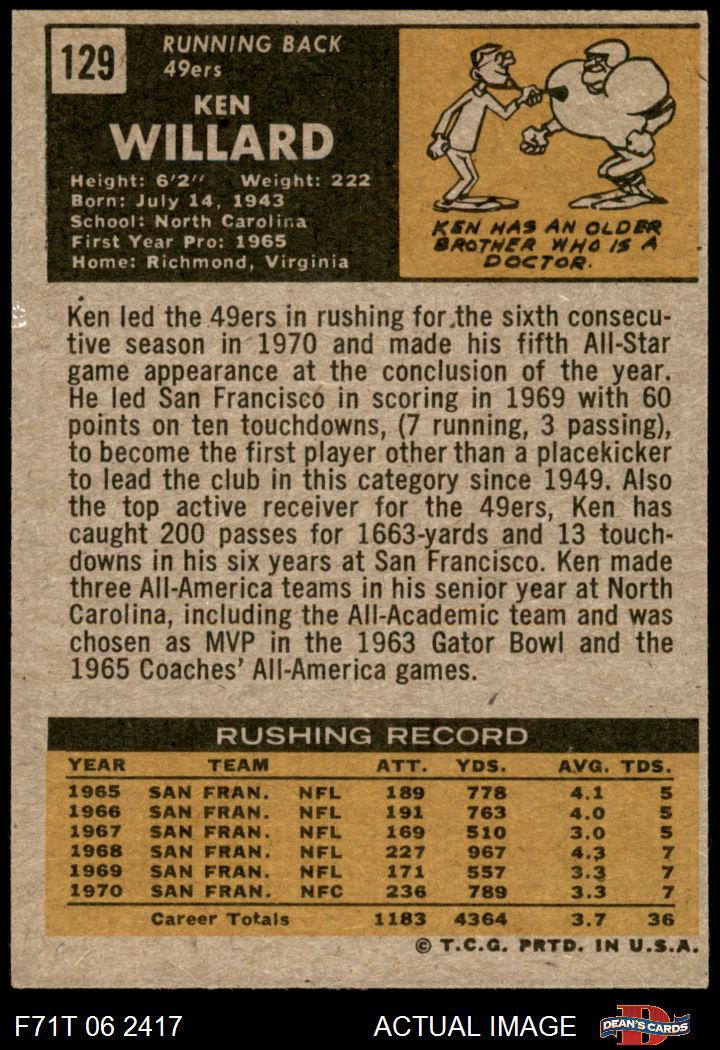 129
RUNNING BACK
49ers
KEN
WILLARD
Height: 6'2" Weight: 222
Born: July 14, 1943
School: North Carolina
First Year Pro: 1965
Home: Richmond, Virginia
KEN HAS AN OLDER
BROTHER WHO IS A
DOCTOR.
Ken led the 49ers in rushing for the sixth consecu-
tive season in 1970 and made his fifth All-Star
game appearance at the conclusion of the year.
He led San Francisco in scoring in 1969 with 60
points on ten touchdowns, (7 running, 3 passing),
to become the first player other than a placekicker
to lead the club in this category since 1949. Also
the top active receiver for the 49ers, Ken has
caught 200 passes for 1663-yards and 13 touch-
downs in his six years at San Francisco. Ken made
three All-America teams in his senior year at North
Carolina, including the All-Academic team and was
chosen as MVP in the 1963 Gator Bowl and the
1965 Coaches' All-America games.
RUSHING RECORD
YEAR TEAM ATT. YDS. AVG. TDS.
1965 SAN FRAN. NFL 189 778 4.1 5
1966 SAN FRAN. NFL 191 763 4.0 5
1967 SAN FRAN. NFL 169 510 3.0 5
1968 SAN FRAN. NFL 227 967 4.3 7
1969 SAN FRAN. NFL 171 557 3.3 7
1970 SAN FRAN. NFC 236 789 3.3 7
Career Totals 1183 4364 3.7 36
© T.C.G. PRTD. IN U.S.A.
F71T 06 2417 ACTUAL IMAGE D DEAN'S CARDS